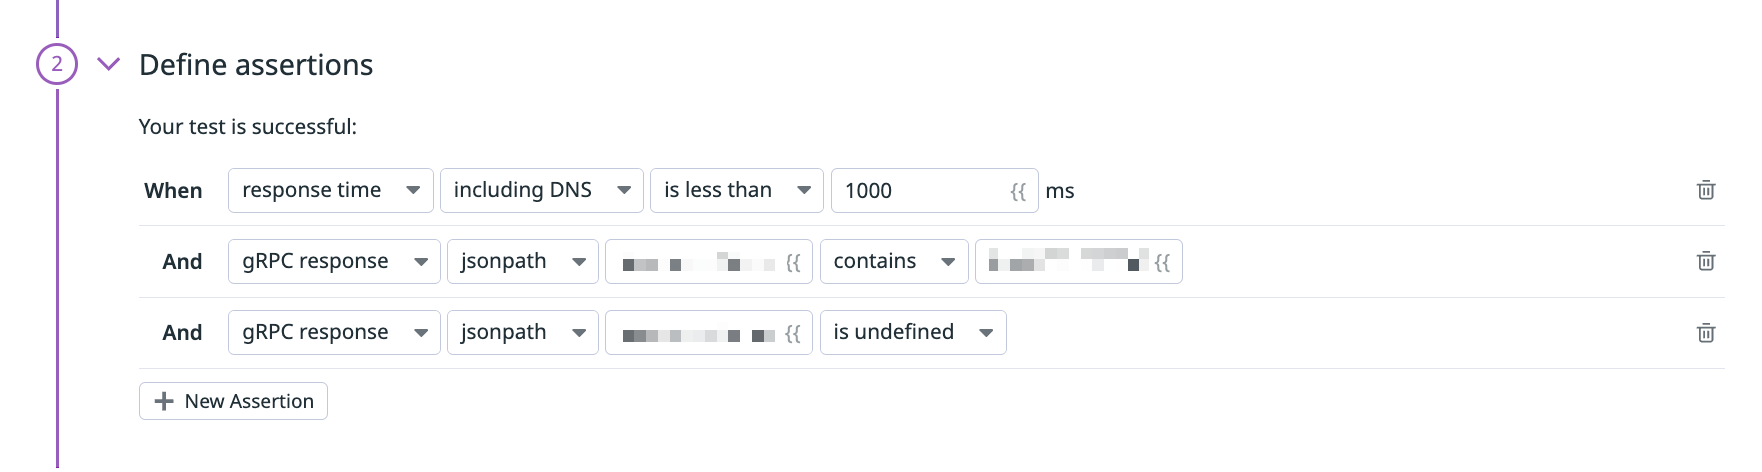 2 Define assertions
Your test is successful:
When response time including DNS is less than 1000 {{ ms
And gRPC response jsonpath {{ contains {{
And gRPC response jsonpath {{ is undefined
New Assertion